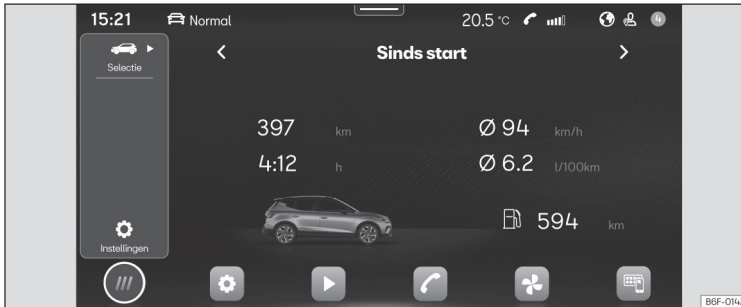 15:21 Normal 20.5 °C 4
Selectie
Sinds start
397 km Ø 94 km/h
4:12 h Ø 6.2 l/100km
594 km
Instellingen
B6F-014